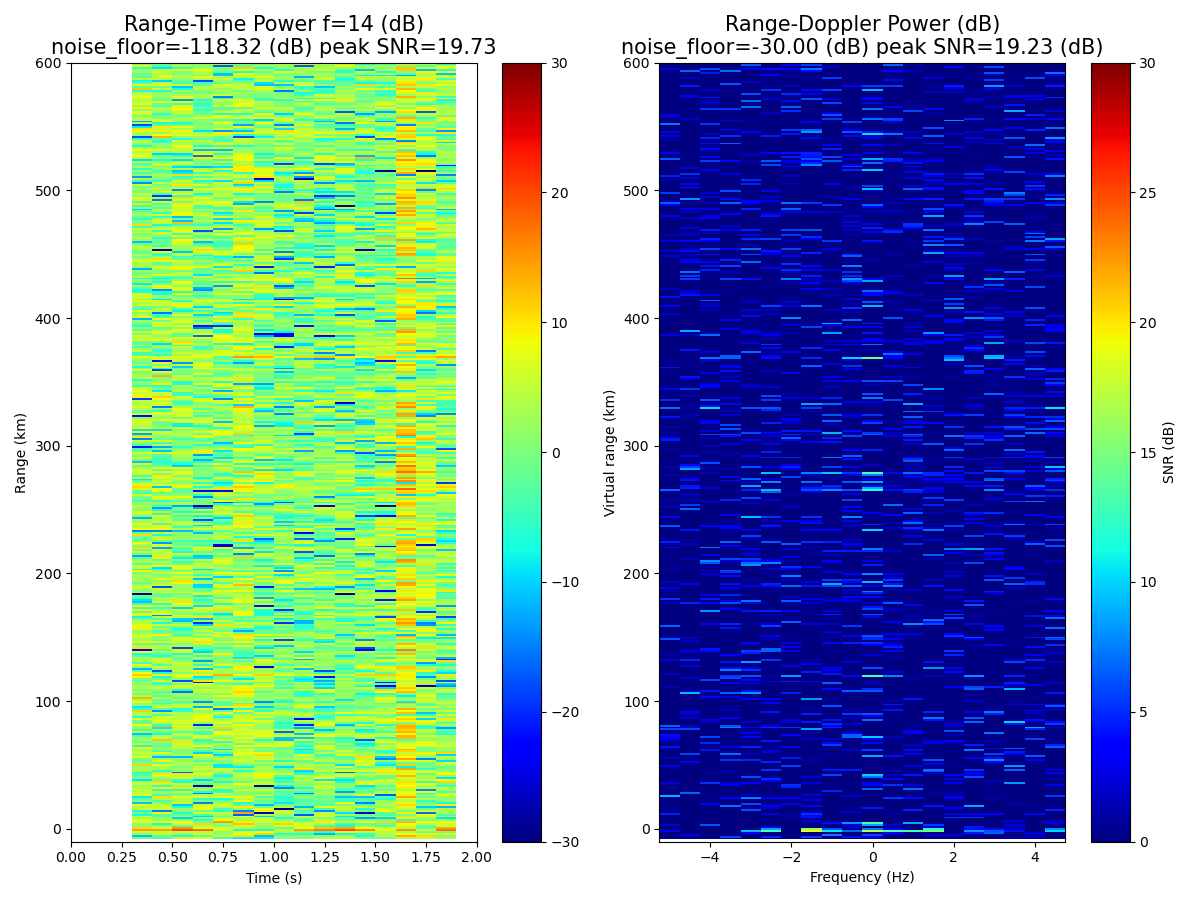 Range-Time Power f=14 (dB)
noise_floor=-118.32 (dB) peak SNR=19.73
600
500
400
300
200
100
0
Range (km)
0.00 0.25 0.50 0.75 1.00 1.25 1.50 1.75 2.00
Time (s)
30
20
10
0
−10
−20
−30
Range-Doppler Power (dB)
noise_floor=-30.00 (dB) peak SNR=19.23 (dB)
600
500
400
300
200
100
0
Virtual range (km)
−4 −2 0 2 4
Frequency (Hz)
30
25
20
15
10
5
0
SNR (dB)